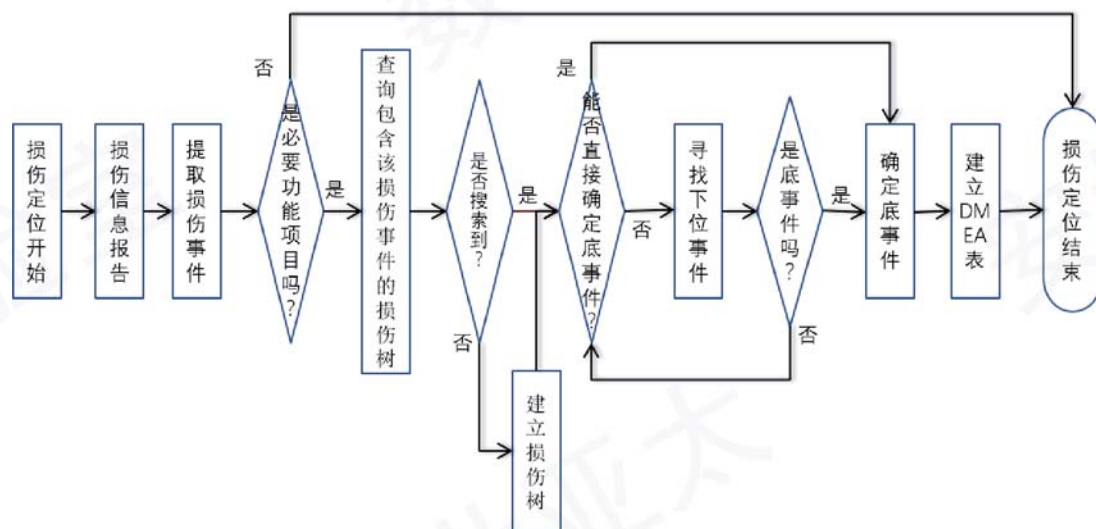 损伤定位开始
损伤信息报告
提取损伤事件
否
是必要功能项目吗？
是
查询包含该损伤事件的损伤树
是否搜索到？
是
否
建立损伤树
是
能否直接确定底事件？
否
寻找下位事件
是底事件吗？
是
否
确定底事件
建立DMEA表
损伤定位结束
亚太